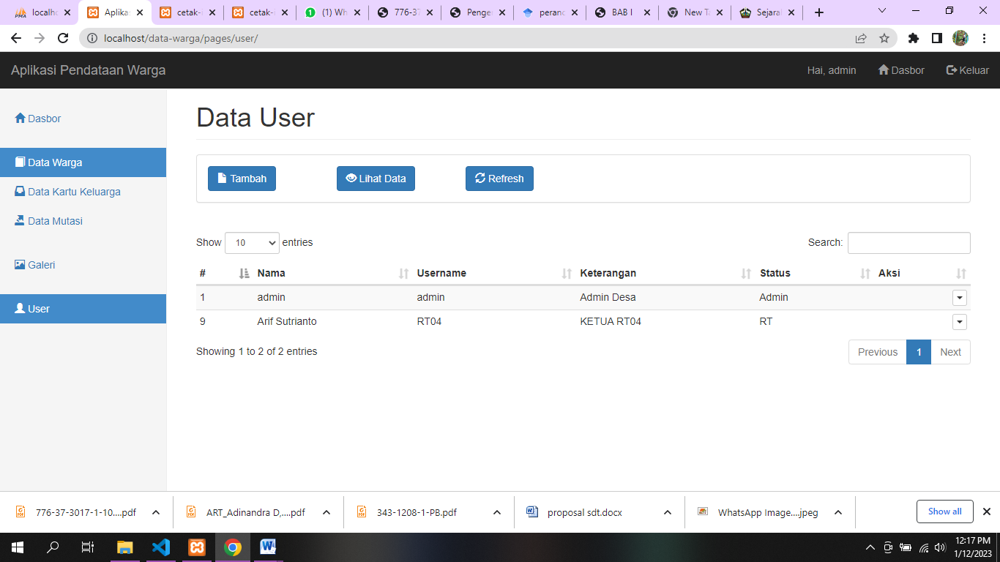 localho
Aplikas
cetak-
cetak-
(1) Wh
776-37
Penge
peranc
BAB I
New Ta
Sejaral
localhost/data-warga/pages/user/
Aplikasi Pendataan Warga
Hai, admin
Dasbor
Keluar
Dasbor
Data Warga
Data Kartu Keluarga
Data Mutasi
Galeri
User
Data User
Tambah
Lihat Data
Refresh
Show 10 entries
Search:
# Nama Username Keterangan Status Aksi
1 admin admin Admin Desa Admin
9 Arif Sutrianto RT04 KETUA RT04 RT
Showing 1 to 2 of 2 entries
Previous 1 Next
776-37-3017-1-10....pdf
ART_Adinandra D,....pdf
343-1208-1-PB.pdf
proposal sdt.docx
WhatsApp Image....jpeg
Show all
12:17 PM
1/12/2023